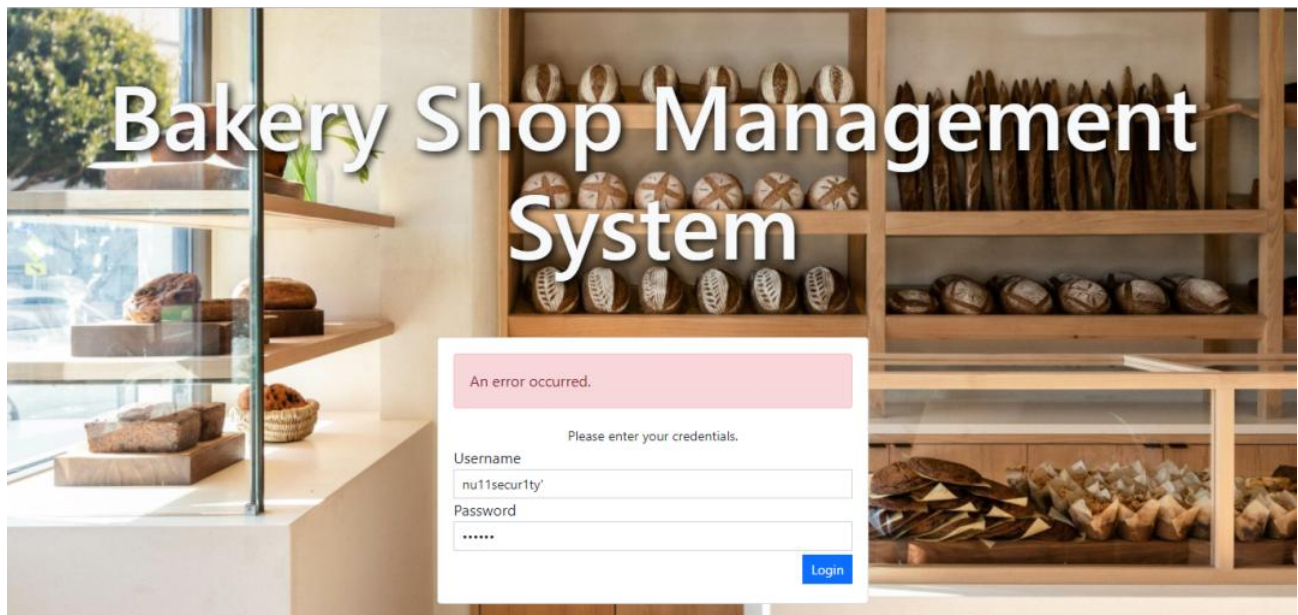 Bakery Shop Management
System
An error occurred.
Please enter your credentials.
Username
nu11secur1ty'
Password
••••••
Login